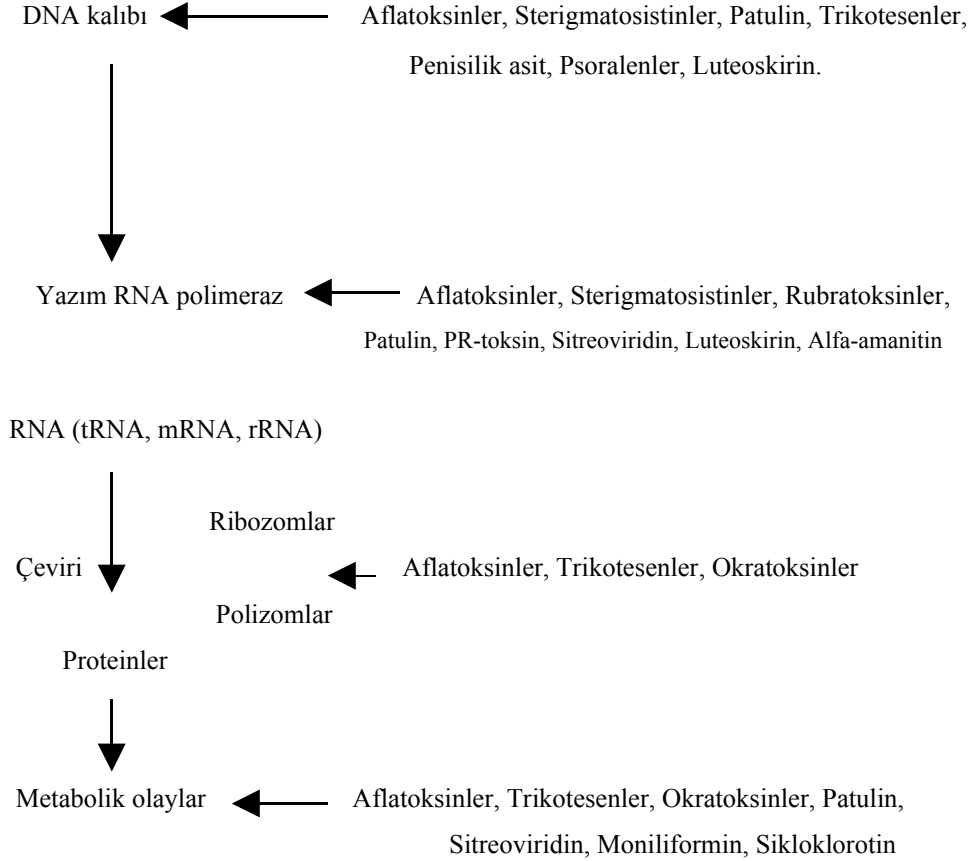 DNA kalıbı Aflatoksinler, Sterigmatosistinler, Patulin, Trikotesenler,
Penisilik asit, Psoralenler, Luteoskirin.
Yazım RNA polimeraz Aflatoksinler, Sterigmatosistinler, Rubratoksinler,
Patulin, PR-toksin, Sitreoviridin, Luteoskirin, Alfa-amanitin
RNA (tRNA, mRNA, rRNA)
Ribozomlar
Çeviri Aflatoksinler, Trikotesenler, Okratoksinler
Polizomlar
Proteinler
Metabolik olaylar Aflatoksinler, Trikotesenler, Okratoksinler, Patulin,
Sitreoviridin, Moniliformin, Sikloklorotin